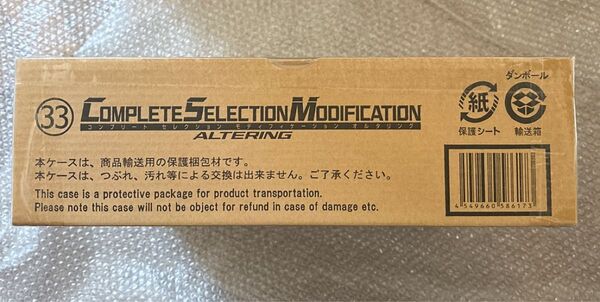 33 COMPLETE SELECTION MODIFICATION
コンプリート セレクション モディフィケーション オルタリング
ALTERING
本ケースは、商品輸送用の保護梱包材です。
本ケースは、つぶれ、汚れ等による交換は出来ません。ご了承ください。
This case is a protective package for product transportation.
Please note this case will not be object for refund in case of damage etc.
紙
保護シート
ダンボール
輸送箱
4 549660 586173